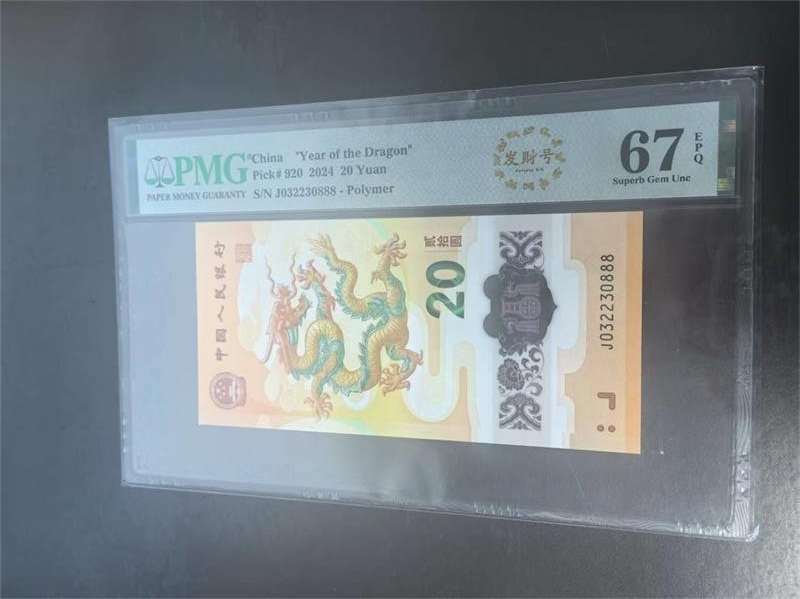 PMG
PAPER MONEY GUARANTY
China "Year of the Dragon"
Pick# 920 2024 20 Yuan
S/N J032230888 - Polymer
发财号
67
EPQ
Superb Gem Unc
中国人民银行
贰拾圆
20
J032230888